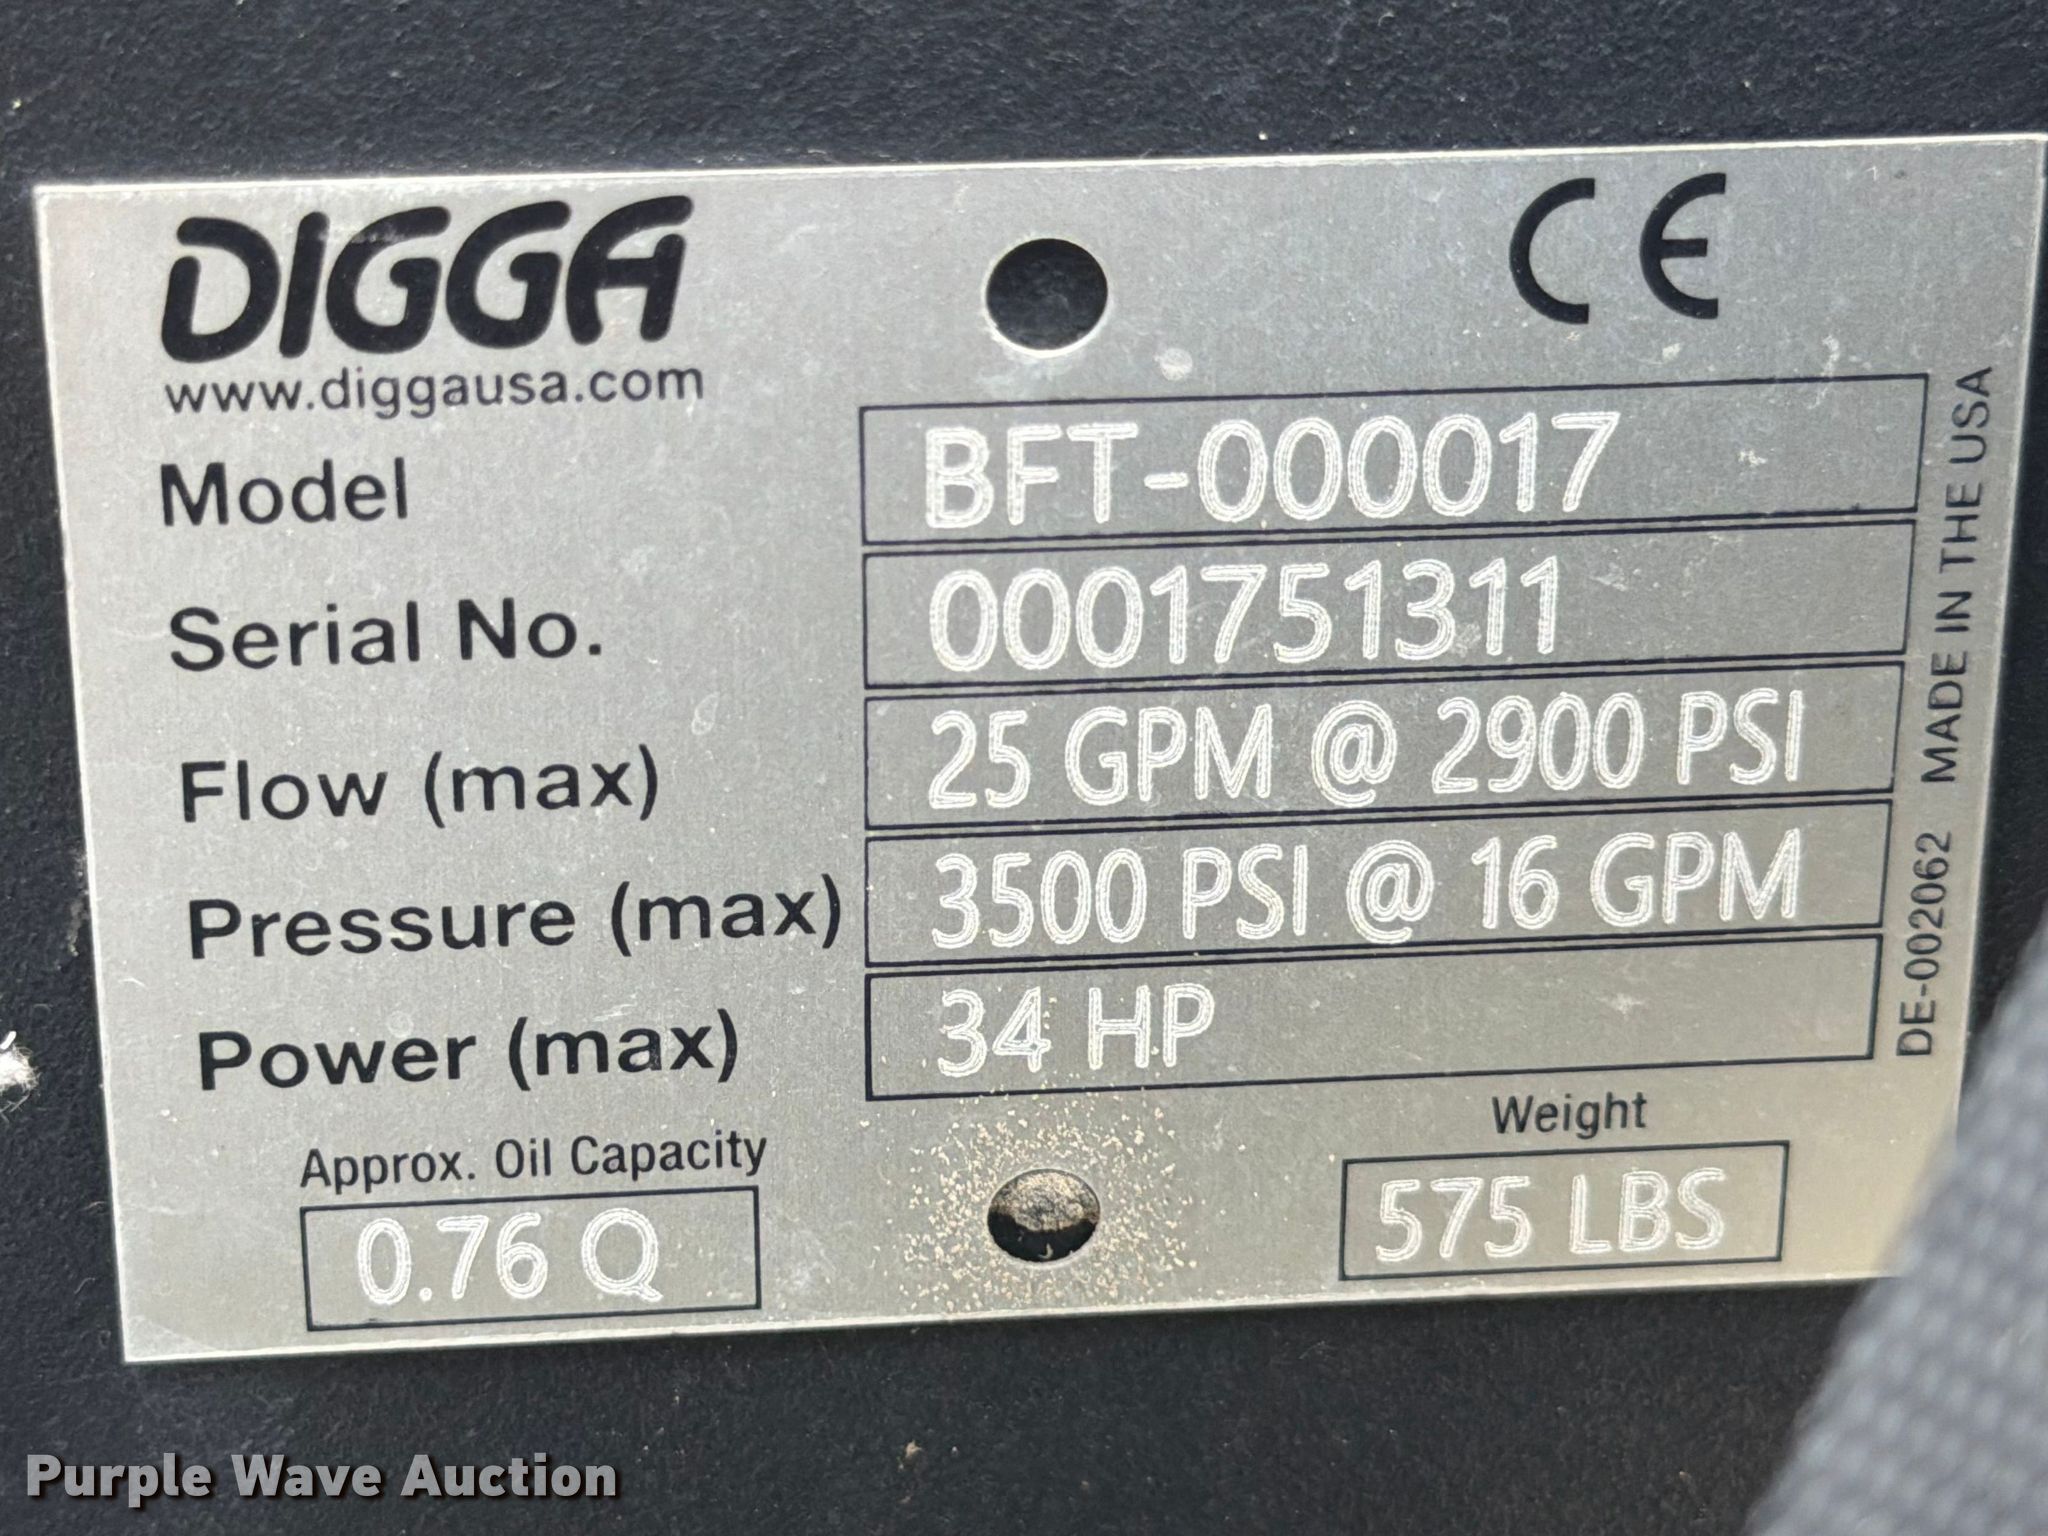 DIGGA
CE
www.diggausa.com
Model BFT-000017
Serial No. 0001751311
Flow (max) 25 GPM @ 2900 PSI
Pressure (max) 3500 PSI @ 16 GPM
Power (max) 34 HP
Approx. Oil Capacity
0.76 Q
Weight
575 LBS
DE-002062 MADE IN THE USA
Purple Wave Auction